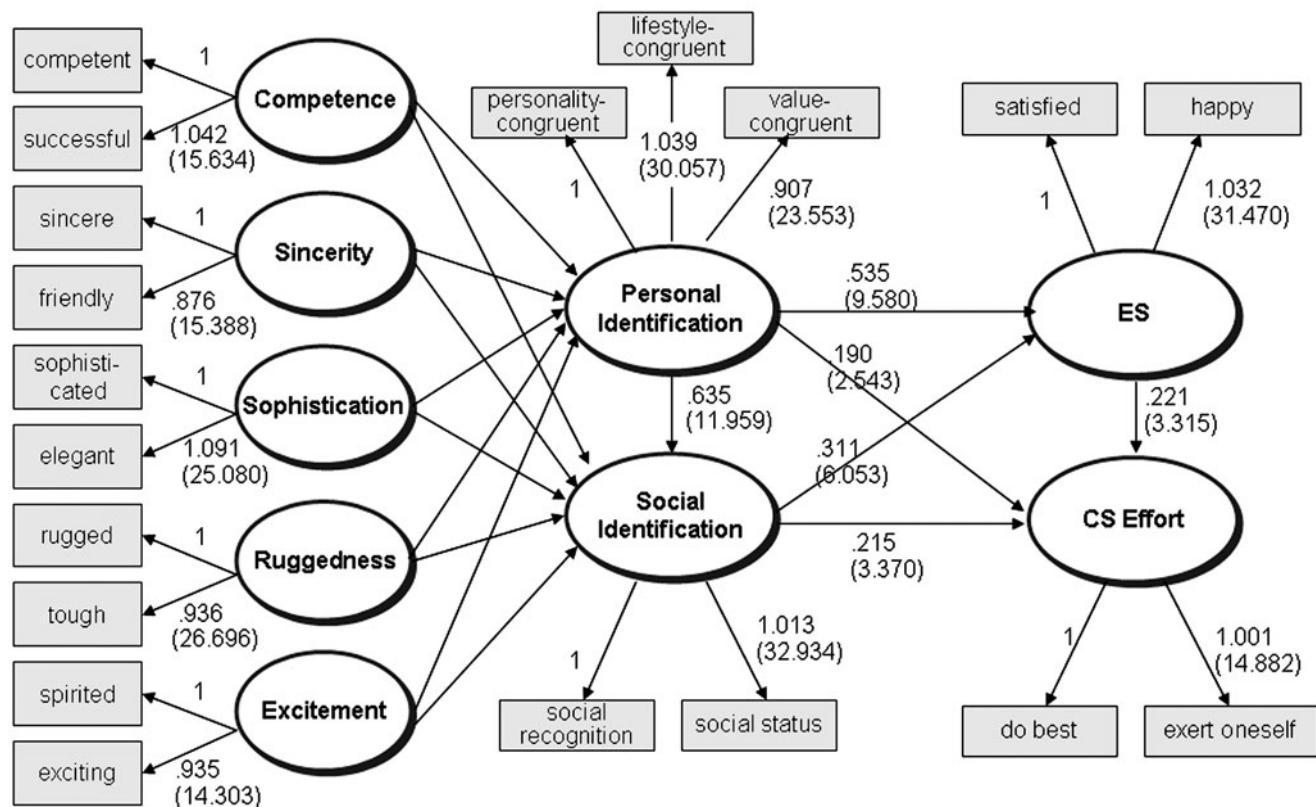 competent
1
successful
1.042
(15.634)
Competence
sincere
1
friendly
.876
(15.388)
Sincerity
sophisti-
cated
1
elegant
1.091
(25.080)
Sophistication
rugged
1
tough
.936
(26.696)
Ruggedness
spirited
1
exciting
.935
(14.303)
Excitement
lifestyle-
congruent
personality-
congruent
value-
congruent
1
1.039
(30.057)
.907
(23.553)
Personal
Identification
.635
(11.959)
Social
Identification
1
1.013
(32.934)
social
recognition
social status
.535
(9.580)
.190
(2.543)
.311
(6.053)
.215
(3.370)
satisfied
happy
1
1.032
(31.470)
ES
.221
(3.315)
CS Effort
1
1.001
(14.882)
do best
exert oneself